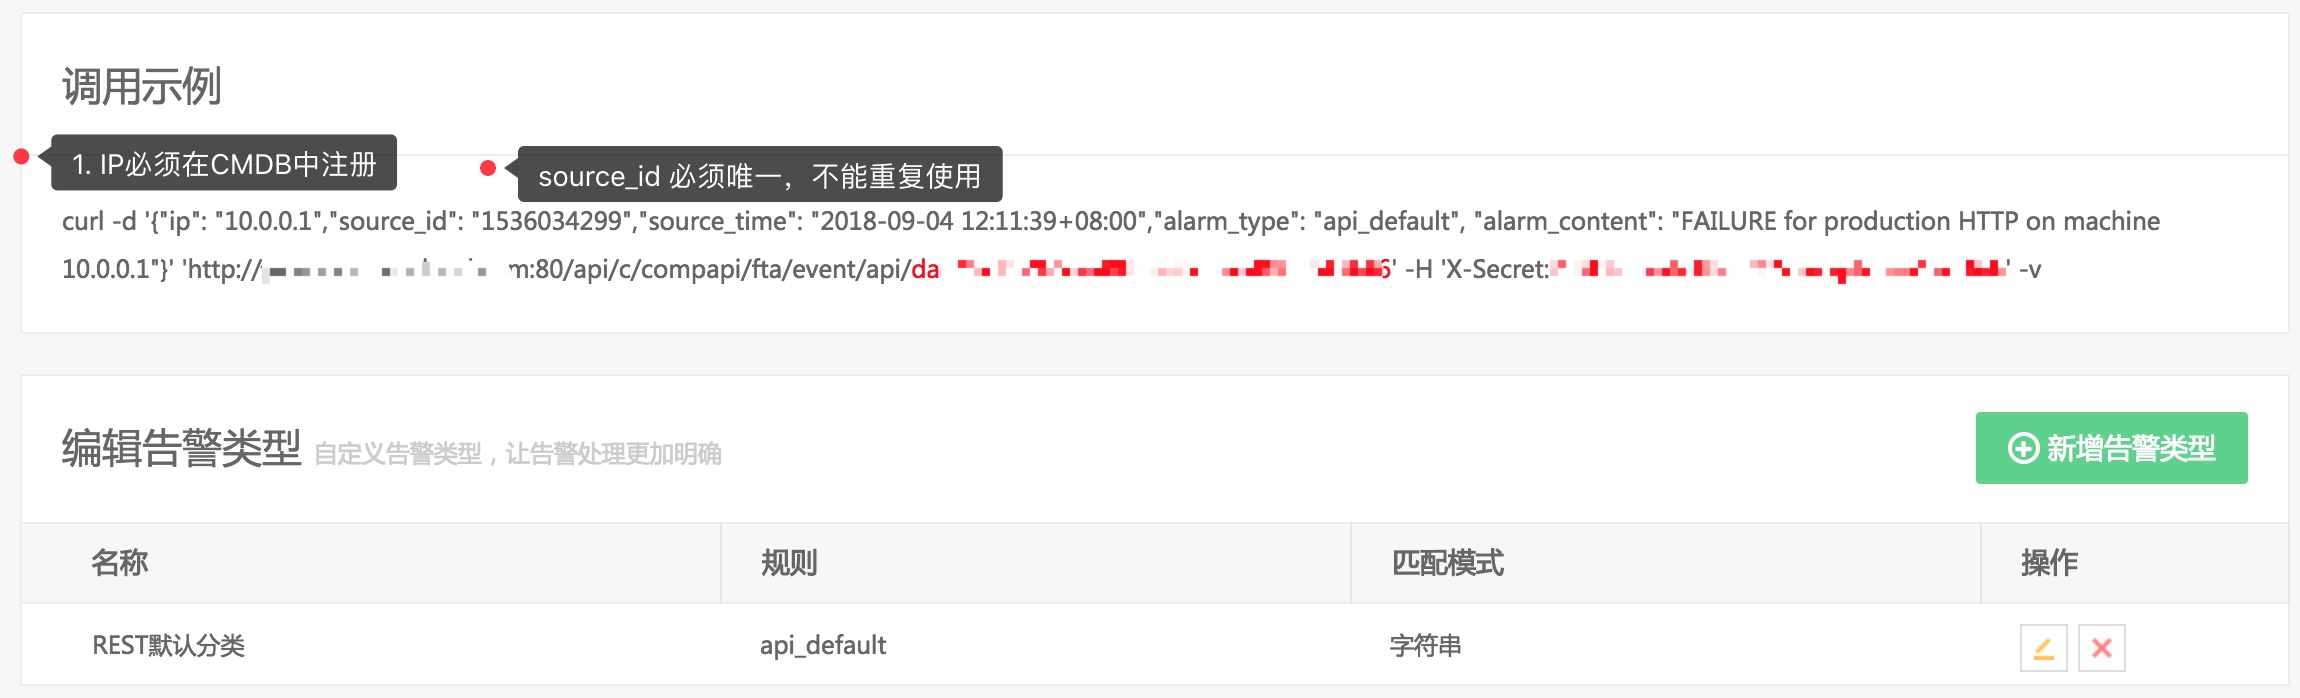 调用示例
1. IP必须在CMDB中注册
source_id 必须唯一，不能重复使用
curl -d '{"ip": "10.0.0.1","source_id": "1536034299","source_time": "2018-09-04 12:11:39+08:00","alarm_type": "api_default", "alarm_content": "FAILURE for production HTTP on machine
10.0.0.1"}' 'http:// m:80/api/c/compapi/fta/event/api/da 6' -H 'X-Secret: ' -v
编辑告警类型 自定义告警类型，让告警处理更加明确
新增告警类型
名称 规则 匹配模式 操作
REST默认分类 api_default 字符串